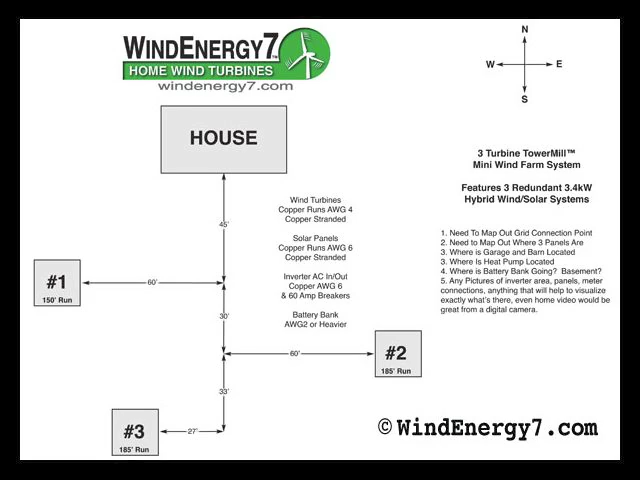 WINDENERGY7™
HOME WIND TURBINES
windenergy7.com
N
W
E
S
HOUSE
3 Turbine TowerMill™
Mini Wind Farm System
Features 3 Redundant 3.4kW
Hybrid Wind/Solar Systems
Wind Turbines
Copper Runs AWG 4
Copper Stranded
Solar Panels
Copper Runs AWG 6
Copper Stranded
Inverter AC In/Out
Copper AWG 6
& 60 Amp Breakers
Battery Bank
AWG2 or Heavier
1. Need To Map Out Grid Connection Point
2. Need to Map Out Where 3 Panels Are
3. Where is Garage and Barn Located
3. Where Is Heat Pump Located
4. Where is Battery Bank Going? Basement?
5. Any Pictures of inverter area, panels, meter
connections, anything that will help to visualize
exactly what's there, even home video would be
great from a digital camera.
45'
#1
150' Run
60'
30'
60'
#2
185' Run
33'
#3
185' Run
27'
© WindEnergy7.com